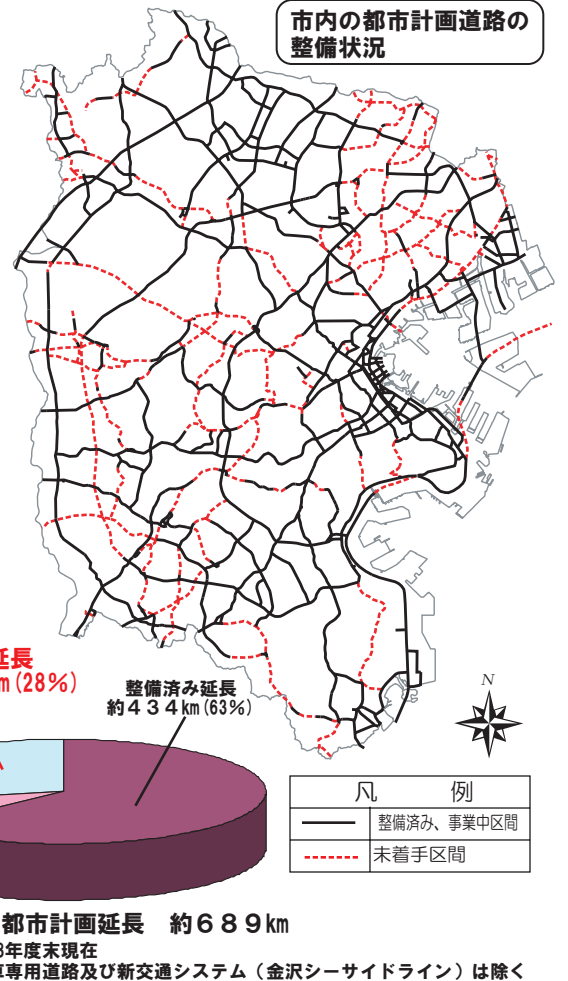 市内の都市計画道路の
整備状況
延長
km(28％)
整備済み延長
約４３４km(63％)
N
凡 例
整備済み、事業中区間
未着手区間
都市計画延長 約６８９km
年度末現在
専用道路及び新交通システム（金沢シーサイドライン）は除く